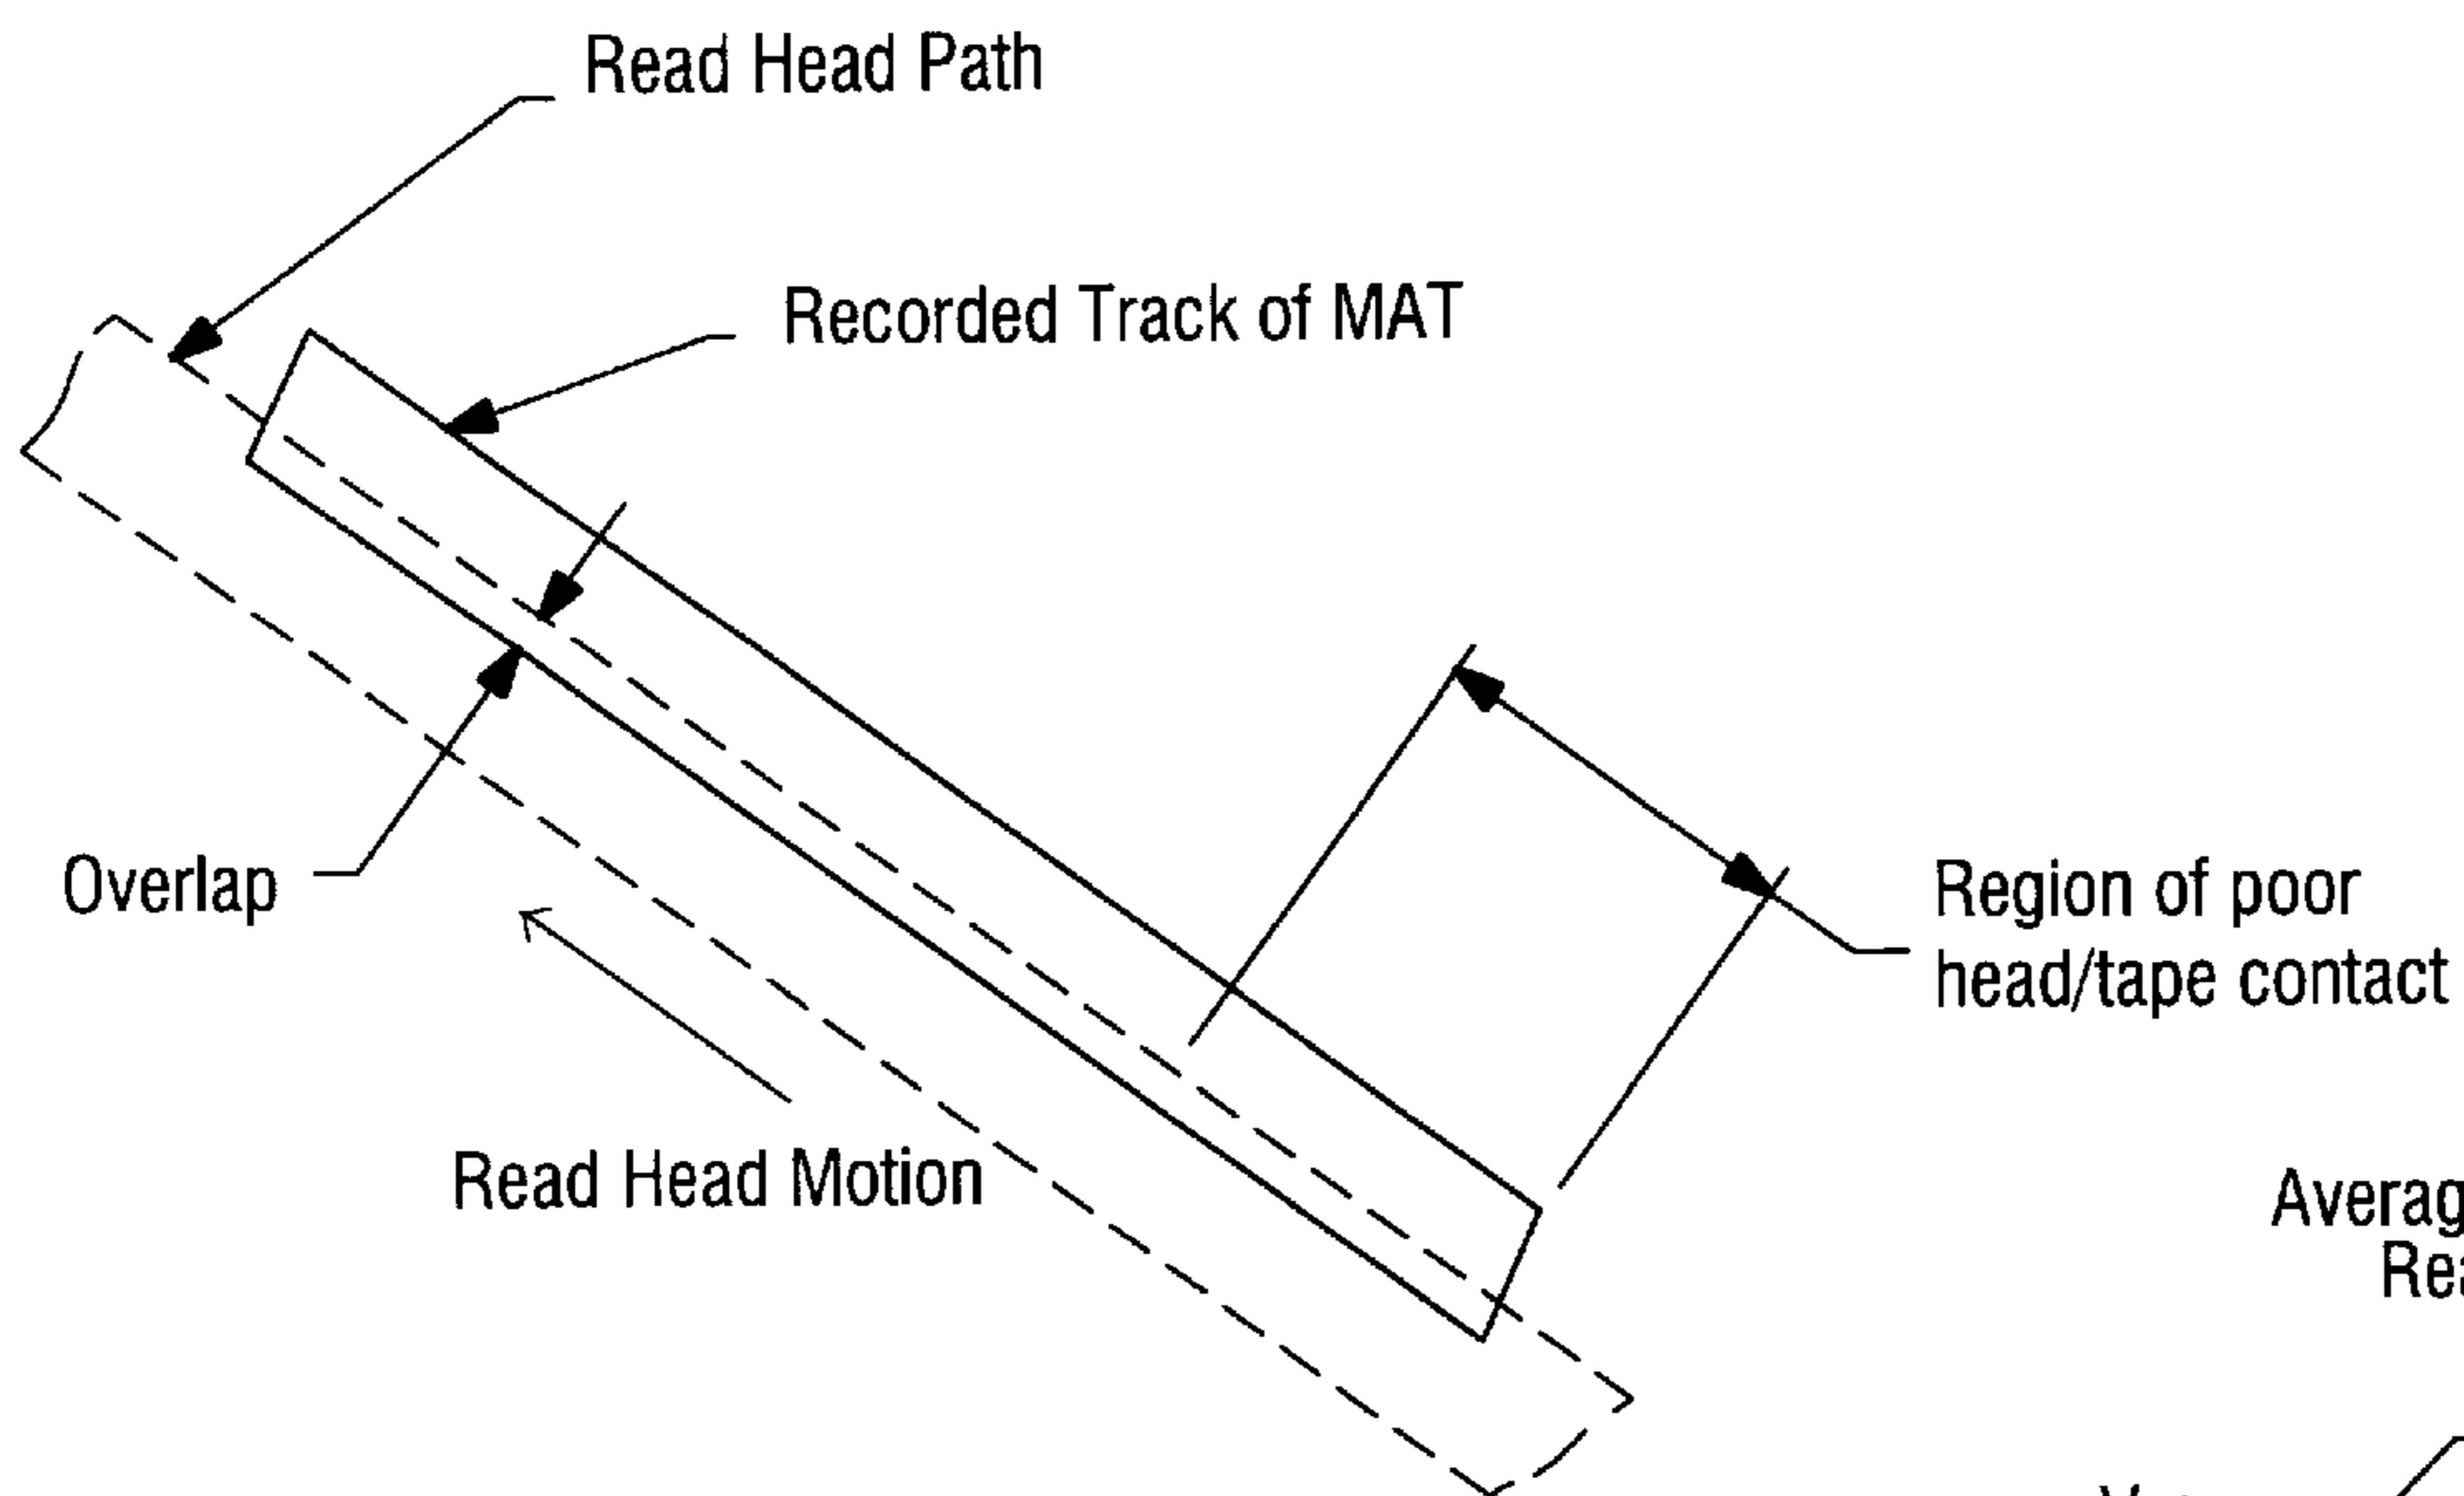 Read Head Path
Recorded Track of MAT
Overlap
Region of poor
head/tape contact
Read Head Motion